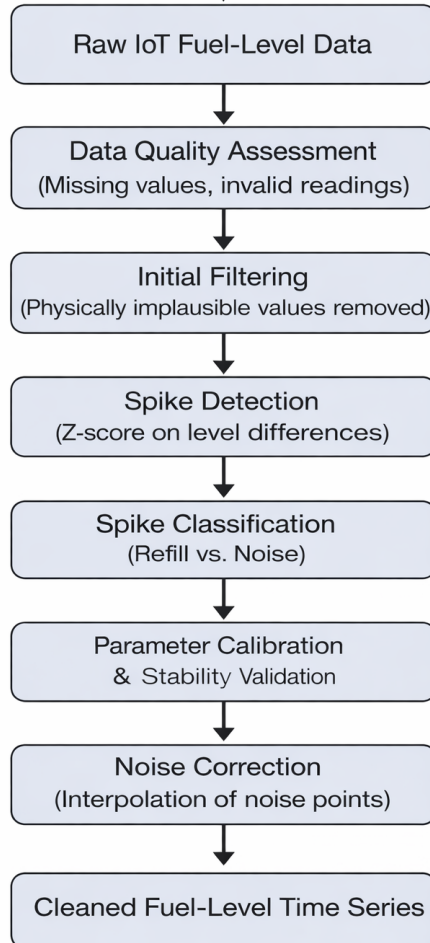 Raw IoT Fuel-Level Data
Data Quality Assessment
(Missing values, invalid readings)
Initial Filtering
(Physically implausible values removed)
Spike Detection
(Z-score on level differences)
Spike Classification
(Refill vs. Noise)
Parameter Calibration
& Stability Validation
Noise Correction
(Interpolation of noise points)
Cleaned Fuel-Level Time Series